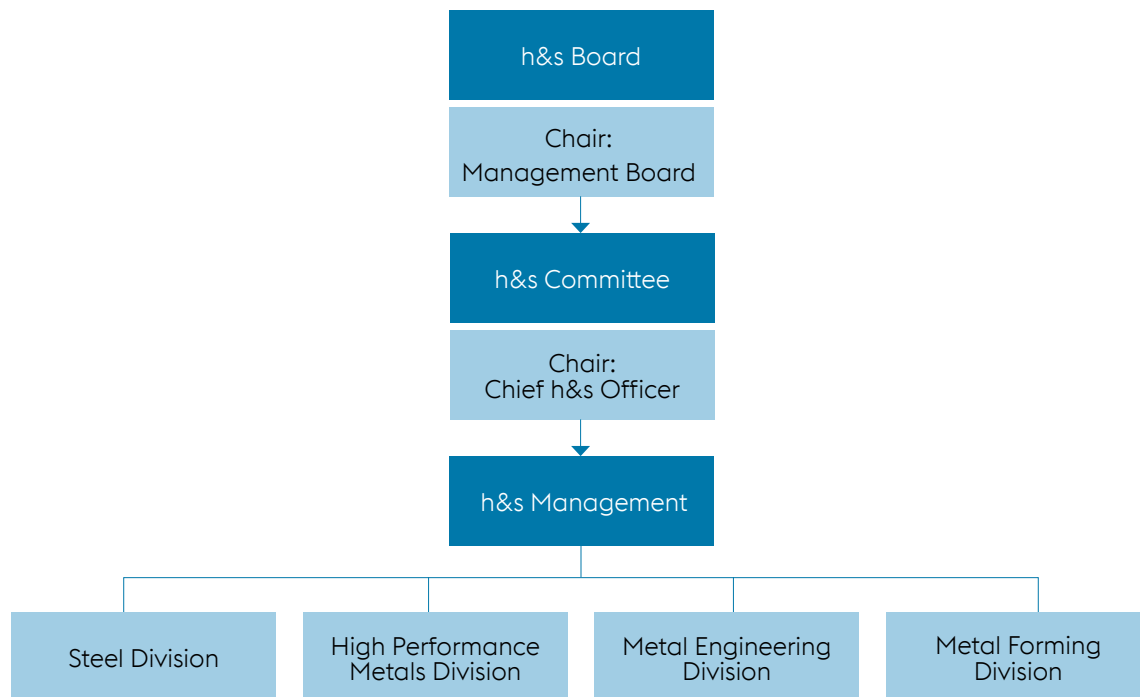 h&s Board
Chair:
Management Board
h&s Committee
Chair:
Chief h&s Officer
h&s Management
Steel Division
High Performance
Metals Division
Metal Engineering
Division
Metal Forming
Division